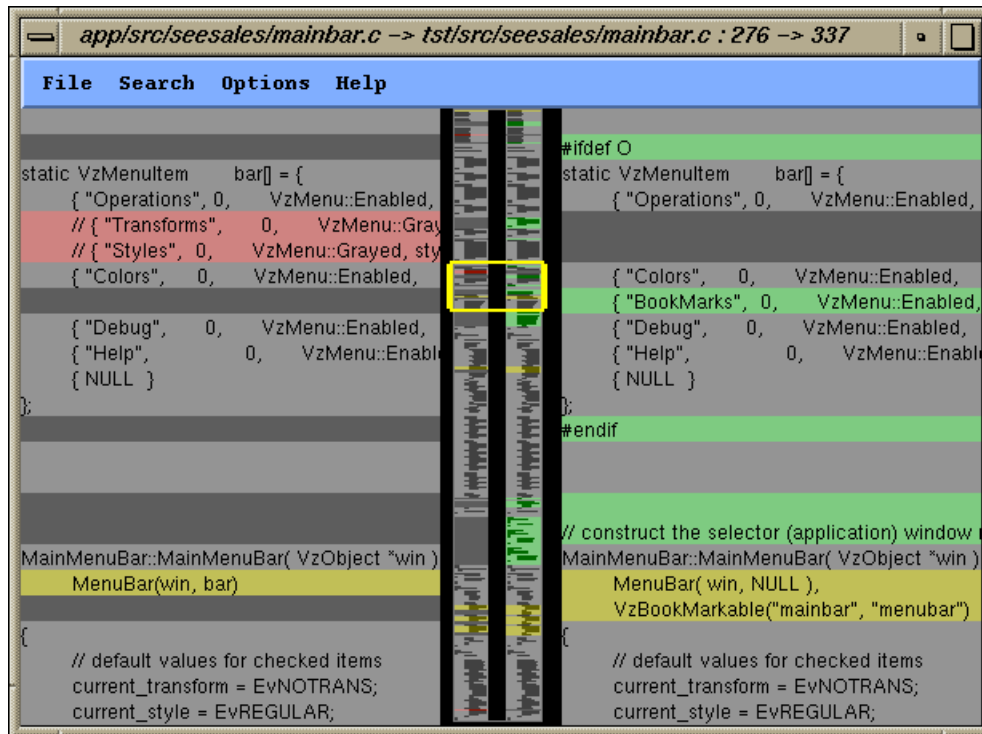 app/src/seesales/mainbar.c -> tst/src/seesales/mainbar.c : 276 -> 337
File Search Options Help
static VzMenuItem bar[] = {
{ "Operations", 0, VzMenu::Enabled,
// { "Transforms", 0, VzMenu::Gray
// { "Styles", 0, VzMenu::Grayed, sty
{ "Colors", 0, VzMenu::Enabled,
{ "Debug", 0, VzMenu::Enabled,
{ "Help", 0, VzMenu::Enabl
{ NULL }
};
MainMenuBar::MainMenuBar( VzObject *win )
MenuBar(win, bar)
{
// default values for checked items
current_transform = EvNOTRANS;
current_style = EvREGULAR;
#ifdef O
static VzMenuItem bar[] = {
{ "Operations", 0, VzMenu::Enabled,
{ "Colors", 0, VzMenu::Enabled,
{ "BookMarks", 0, VzMenu::Enabled,
{ "Debug", 0, VzMenu::Enabled,
{ "Help", 0, VzMenu::Enabl
{ NULL }
};
#endif
// construct the selector (application) window
MainMenuBar::MainMenuBar( VzObject *win )
MenuBar( win, NULL ),
VzBookMarkable("mainbar", "menubar")
{
// default values for checked items
current_transform = EvNOTRANS;
current_style = EvREGULAR;